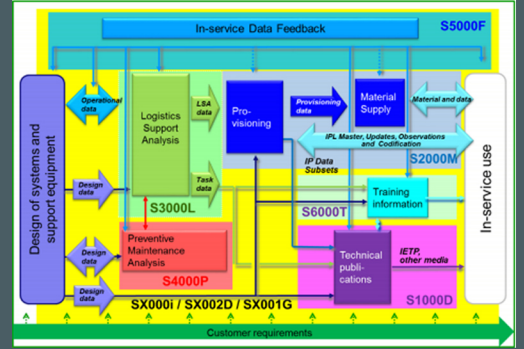 In-service Data Feedback
S5000F
Design of systems and
support equipment
Operational
data
Logistics
Support
Analysis
LSA
data
Pro-
visioning
Provisioning
data
Material
Supply
Material and data
IPL Master, Updates, Observations
and Codification
IP Data
Subsets
S2000M
Design
data
Task
data
S3000L
S6000T
Training
information
In-service use
Design
data
Preventive
Maintenance
Analysis
S4000P
Technical
publi-
cations
IETP,
other media
Design
data
SX000i / SX002D / SX001G
S1000D
Customer requirements